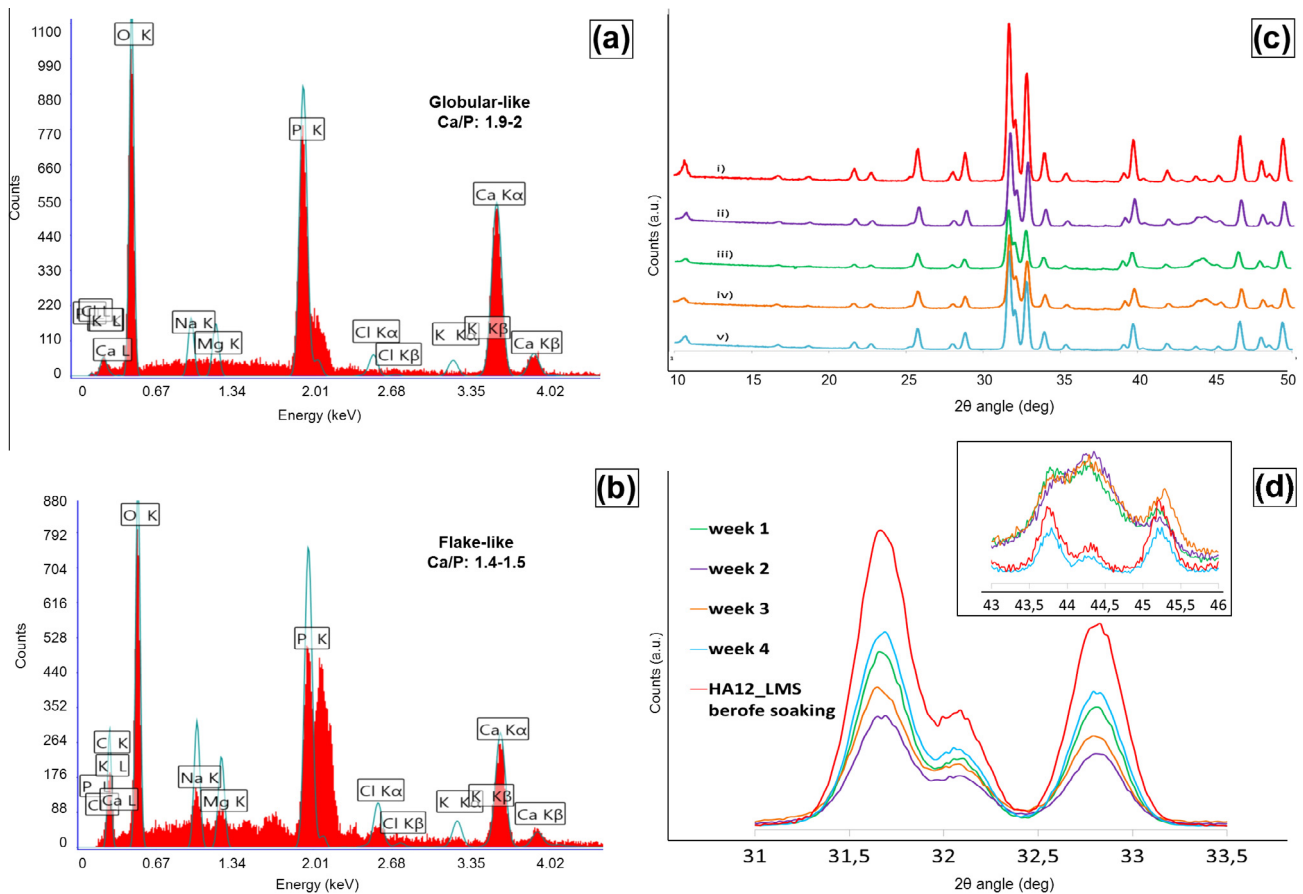 (a)
Counts
1100
990
880
770
660
550
440
330
220
110
0
O K
P K
Globular-like
Ca/P: 1.9-2
Ca Kα
Cl L
K L
Ca L
Na K
Mg K
Cl Kα
Cl Kβ
K Kα
K Kβ
Ca Kβ
0 0.67 1.34 2.01 2.68 3.35 4.02
Energy (keV)
(b)
Counts
880
792
704
616
528
440
352
264
176
88
0
O K
P K
Flake-like
Ca/P: 1.4-1.5
Ca Kα
C K
K L
P L
Ca L
Na K
Mg K
Cl Kα
Cl Kβ
K Kα
K Kβ
Ca Kβ
0 0.67 1.34 2.01 2.68 3.35 4.02
Energy (keV)
(c)
Counts (a.u.)
i)
ii)
iii)
iv)
v)
10 15 20 25 30 35 40 45 50
2θ angle (deg)
(d)
Counts (a.u.)
week 1
week 2
week 3
week 4
HA12_LMS
berofe soaking
43 43,5 44 44,5 45 45,5 46
31 31,5 32 32,5 33 33,5
2θ angle (deg)